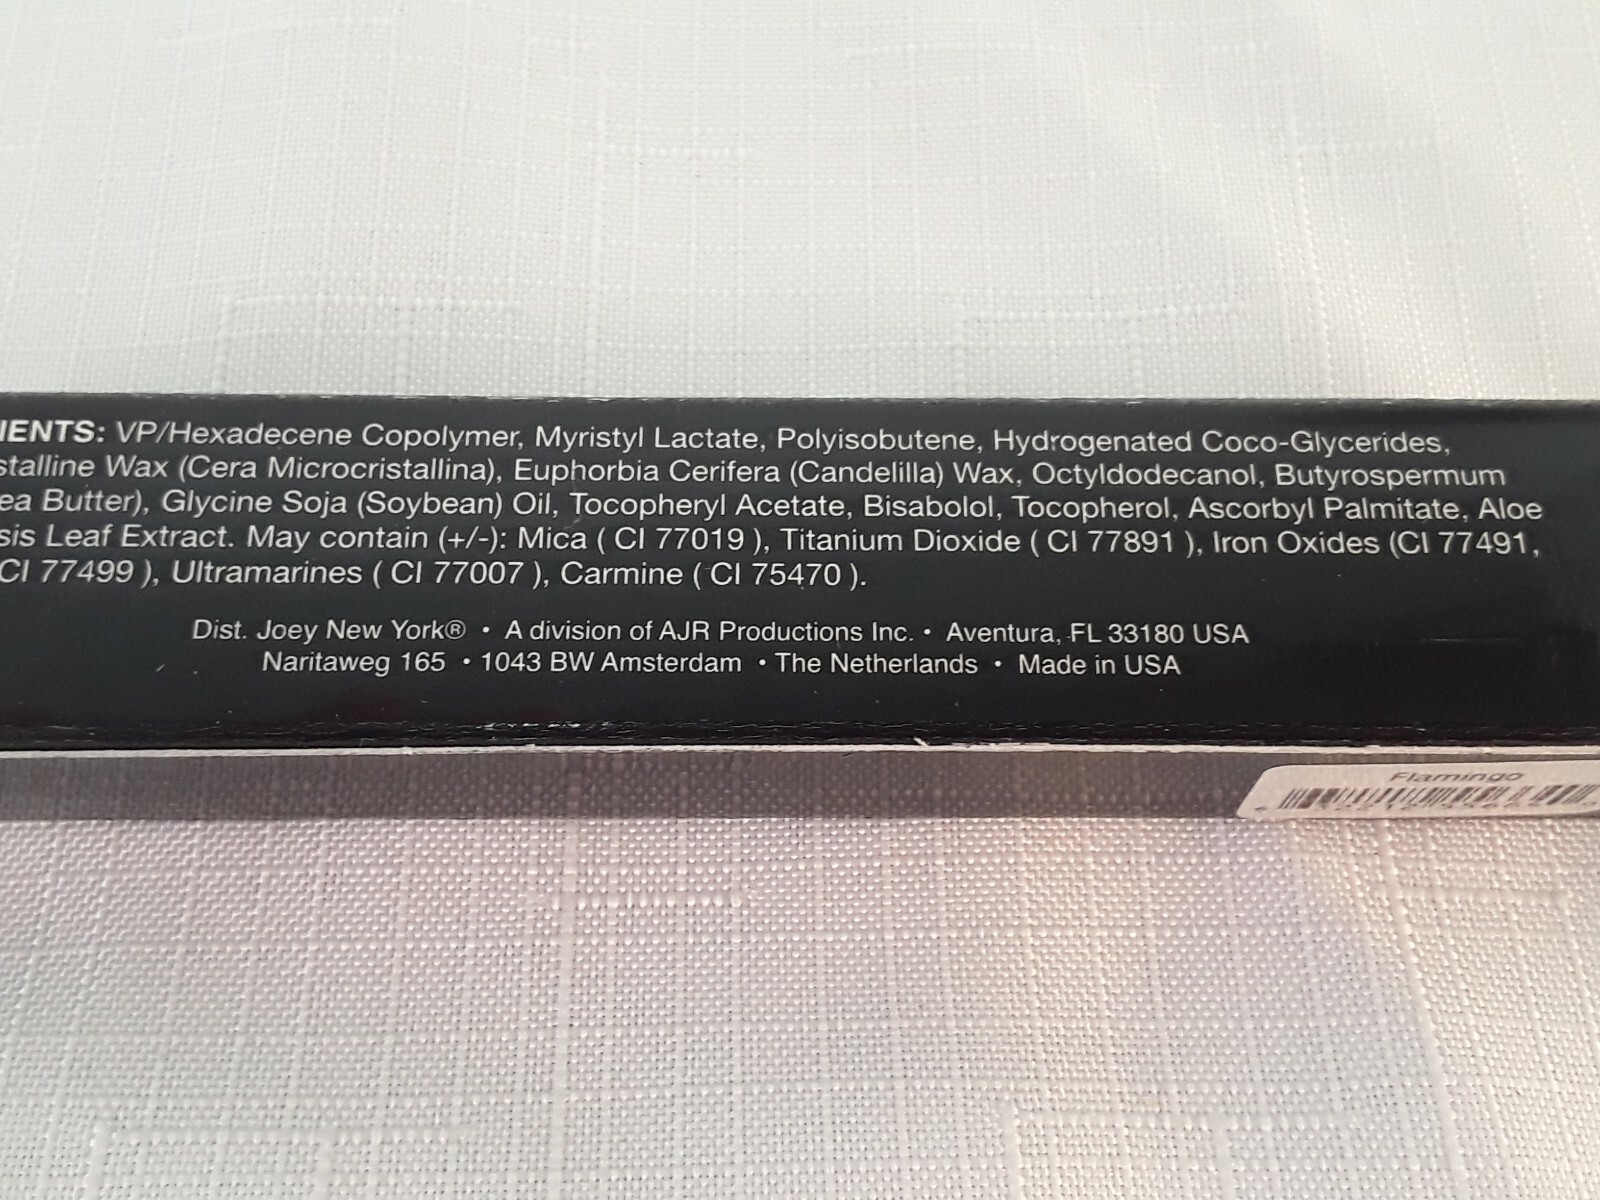 IENTS: VP/Hexadecene Copolymer, Myristyl Lactate, Polyisobutene, Hydrogenated Coco-Glycerides,
stalline Wax (Cera Microcristallina), Euphorbia Cerifera (Candelilla) Wax, Octyldodecanol, Butyrospermum
ea Butter), Glycine Soja (Soybean) Oil, Tocopheryl Acetate, Bisabolol, Tocopherol, Ascorbyl Palmitate, Aloe
sis Leaf Extract. May contain (+/-): Mica ( CI 77019 ), Titanium Dioxide ( CI 77891 ), Iron Oxides (CI 77491,
CI 77499 ), Ultramarines ( CI 77007 ), Carmine ( CI 75470 ).
Dist. Joey New York® • A division of AJR Productions Inc. • Aventura, FL 33180 USA
Naritaweg 165 • 1043 BW Amsterdam • The Netherlands • Made in USA
Flamingo